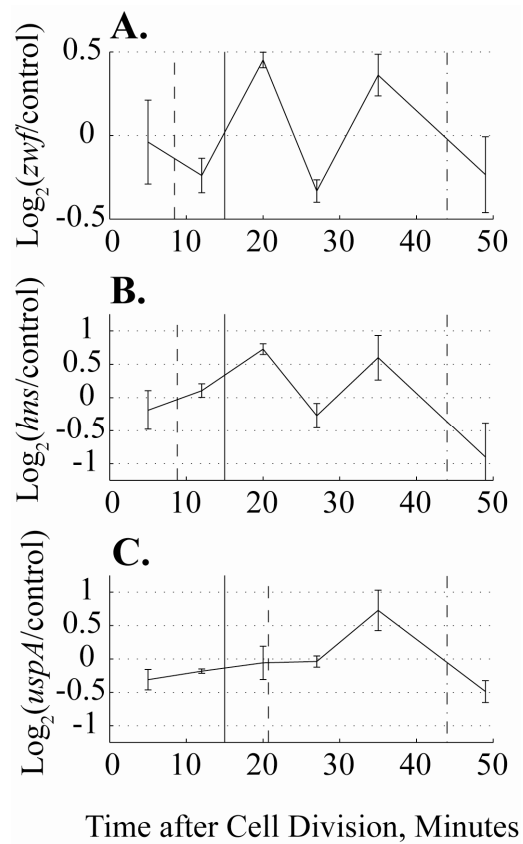 A.
Log2(zwf/control)
0.5
0
-0.5
0 10 20 30 40 50
B.
Log2(hns/control)
1
0.5
0
-0.5
-1
0 10 20 30 40 50
C.
Log2(uspA/control)
1
0.5
0
-0.5
-1
0 10 20 30 40 50
Time after Cell Division, Minutes